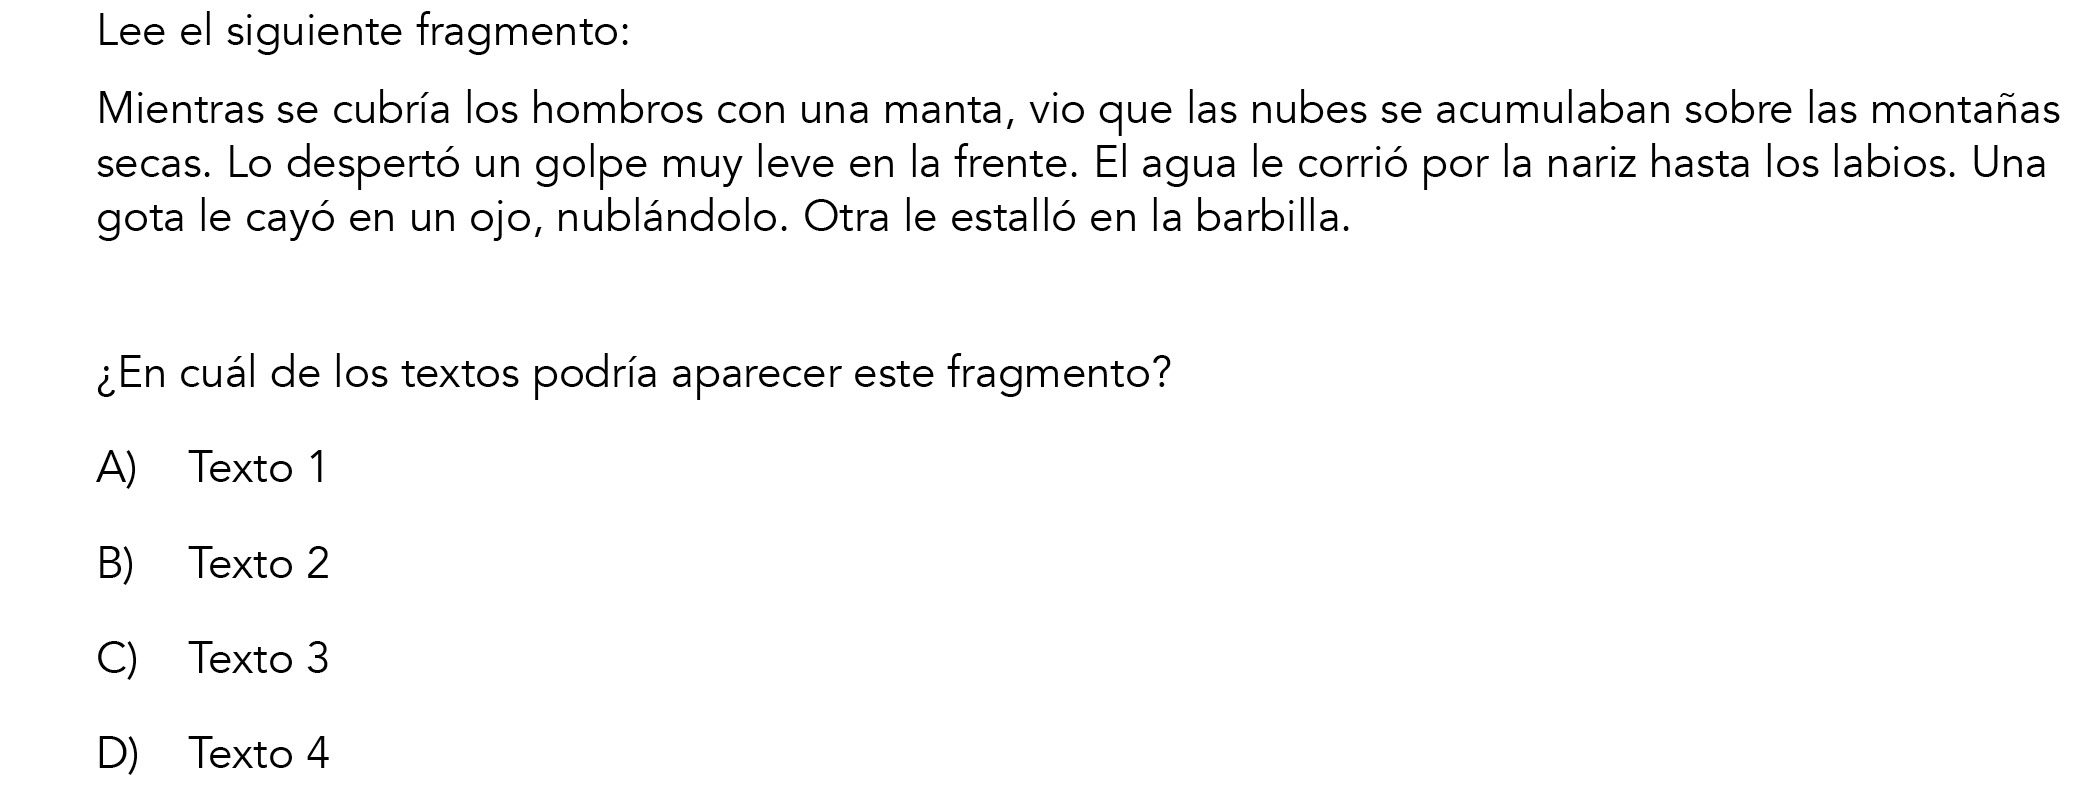 Lee el siguiente fragmento:
Mientras se cubría los hombros con una manta, vio que las nubes se acumulaban sobre las montañas
secas. Lo despertó un golpe muy leve en la frente. El agua le corrió por la nariz hasta los labios. Una
gota le cayó en un ojo, nublándolo. Otra le estalló en la barbilla.
¿En cuál de los textos podría aparecer este fragmento?
A) Texto 1
B) Texto 2
C) Texto 3
D) Texto 4